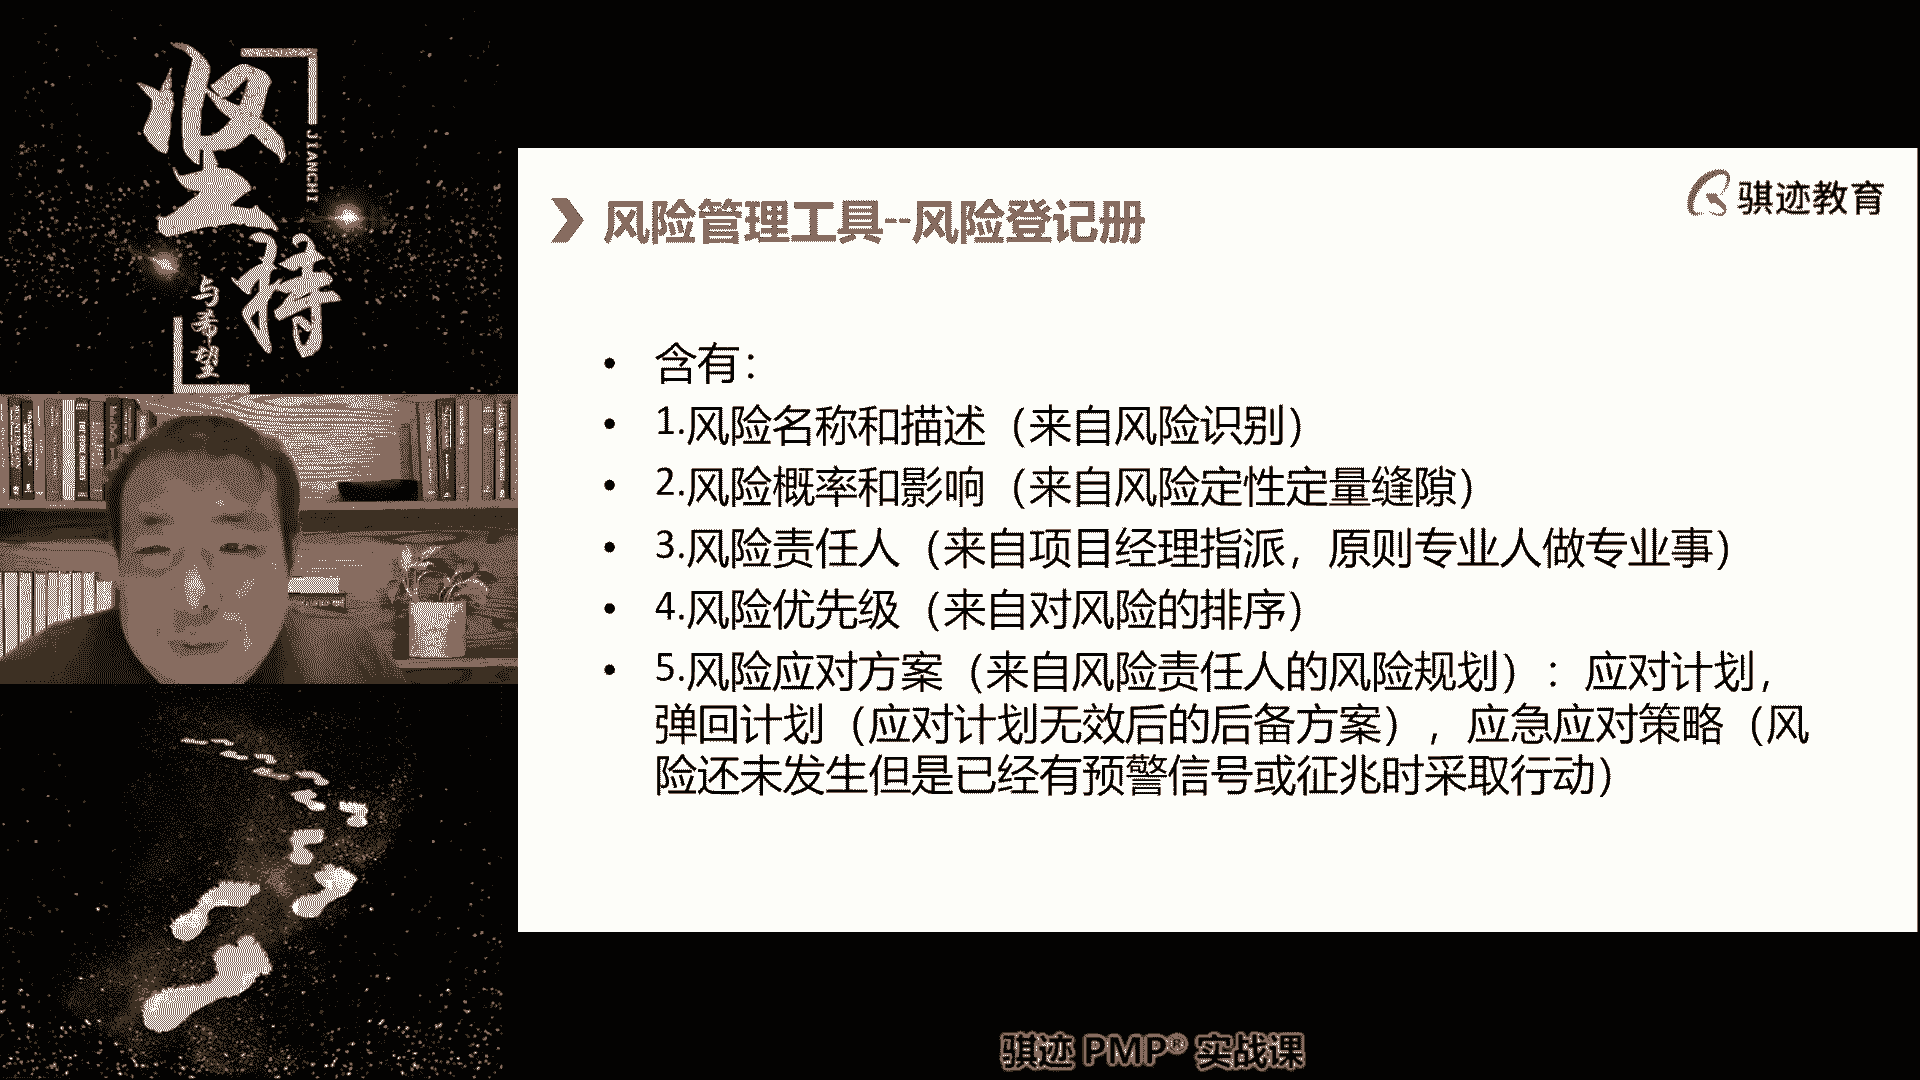 坚持
JIANCHI
与希望
骐迹教育
风险管理工具--风险登记册
• 含有：
• 1.风险名称和描述（来自风险识别）
• 2.风险概率和影响（来自风险定性定量缝隙）
• 3.风险责任人（来自项目经理指派，原则专业人做专业事）
• 4.风险优先级（来自对风险的排序）
• 5.风险应对方案（来自风险责任人的风险规划）：应对计划，
弹回计划（应对计划无效后的后备方案），应急应对策略（风
险还未发生但是已经有预警信号或征兆时采取行动）
骐迹 PMP® 实战课